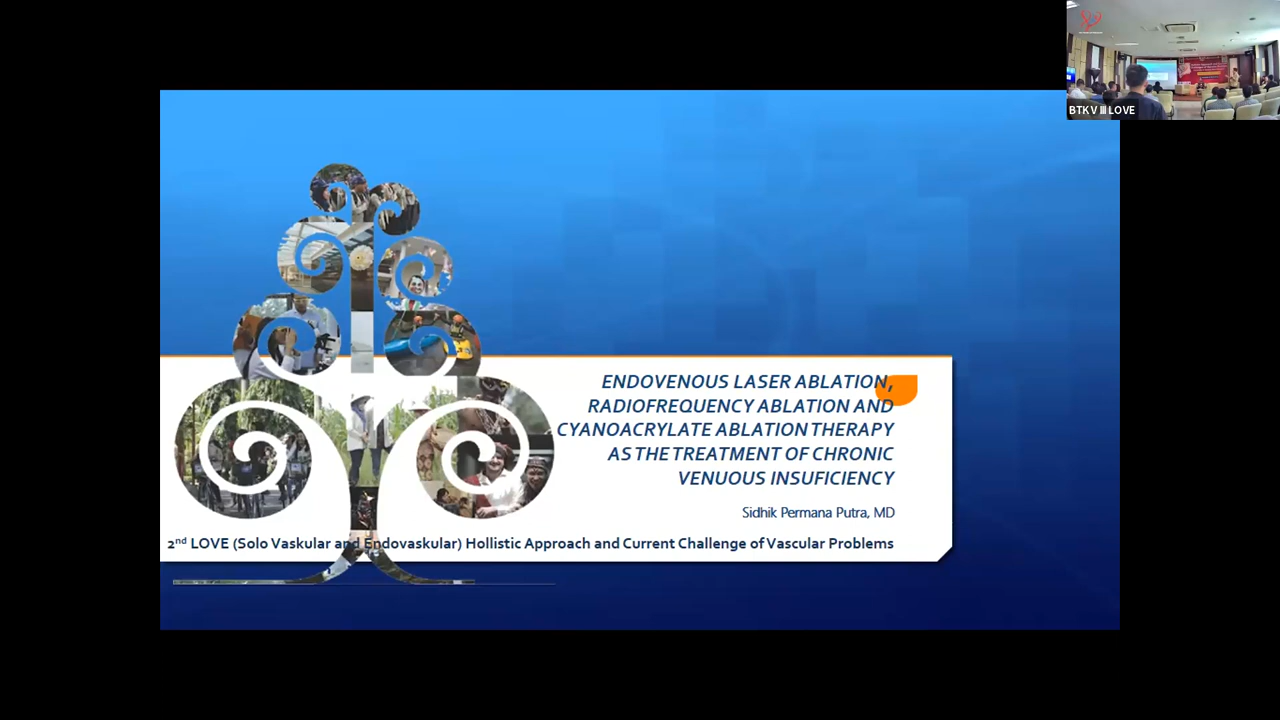 BTKV III LOVE
ENDOVENOUS LASER ABLATION,
RADIOFREQUENCY ABLATION AND
CYANOACRYLATE ABLATION THERAPY
AS THE TREATMENT OF CHRONIC
VENUOUS INSUFICIENCY
Sidhik Permana Putra, MD
2nd LOVE (Solo Vaskular and Endovaskular) Hollistic Approach and Current Challenge of Vascular Problems